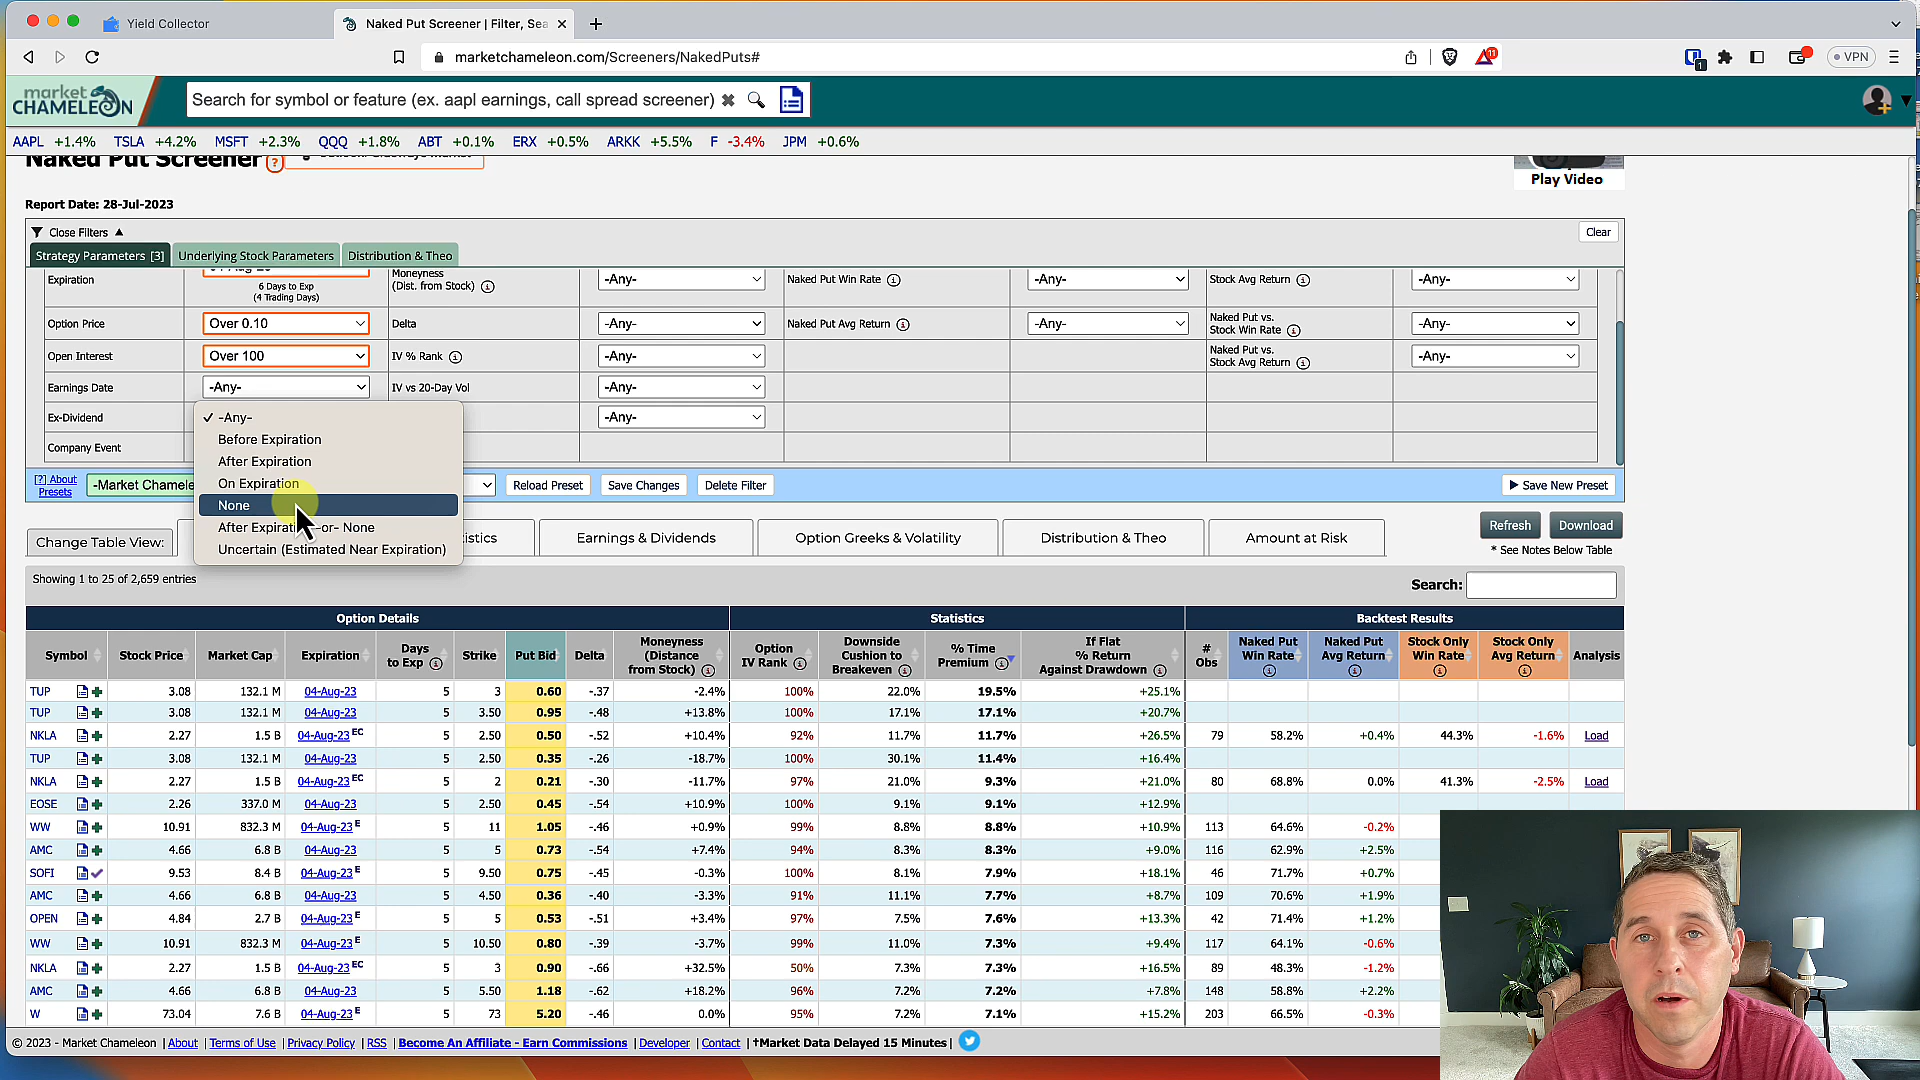 Yield Collector
Naked Put Screener | Filter, Sea
marketchameleon.com/Screeners/NakedPuts#
11
1
VPN
market CHAMELEON
Search for symbol or feature (ex. aapl earnings, call spread screener)
AAPL +1.4% TSLA +4.2% MSFT +2.3% QQQ +1.8% ABT +0.1% ERX +0.5% ARKK +5.5% F -3.4% JPM +0.6%
Naked Put Screener ?
Play Video
Report Date: 28-Jul-2023
Close Filters ▲
Clear
Strategy Parameters [3] Underlying Stock Parameters Distribution & Theo
Expiration 6 Days to Exp (4 Trading Days) Moneyness (Dist. from Stock) -Any- Naked Put Win Rate -Any- Stock Avg Return -Any-
Option Price Over 0.10 Delta -Any- Naked Put Avg Return -Any- Naked Put vs. Stock Win Rate -Any-
Open Interest Over 100 IV % Rank -Any- Naked Put vs. Stock Avg Return -Any-
Earnings Date -Any- IV vs 20-Day Vol -Any-
Ex-Dividend -Any-
Company Event
✓ -Any-
Before Expiration
After Expiration
On Expiration
None
After Expirati -or- None
Uncertain (Estimated Near Expiration)
[?] About Presets -Market Chamele Reload Preset Save Changes Delete Filter ▶ Save New Preset
Refresh Download
Change Table View: istics Earnings & Dividends Option Greeks & Volatility Distribution & Theo Amount at Risk
* See Notes Below Table
Showing 1 to 25 of 2,659 entries
Search:
Option Details Statistics Backtest Results
Symbol Stock Price Market Cap Expiration Days to Exp Strike Put Bid Delta Moneyness (Distance from Stock) Option IV Rank Downside Cushion to Breakeven % Time Premium If Flat % Return Against Drawdown # Obs Naked Put Win Rate Naked Put Avg Return Stock Only Win Rate Stock Only Avg Return Analysis
TUP 3.08 132.1 M 04-Aug-23 5 3 0.60 -.37 -2.4% 100% 22.0% 19.5% +25.1%
TUP 3.08 132.1 M 04-Aug-23 5 3.50 0.95 -.48 +13.8% 100% 17.1% 17.1% +20.7%
NKLA 2.27 1.5 B 04-Aug-23 EC 5 2.50 0.50 -.52 +10.4% 92% 11.7% 11.7% +26.5% 79 58.2% +0.4% 44.3% -1.6% Load
TUP 3.08 132.1 M 04-Aug-23 5 2.50 0.35 -.26 -18.7% 100% 30.1% 11.4% +16.4%
NKLA 2.27 1.5 B 04-Aug-23 EC 5 2 0.21 -.30 -11.7% 97% 21.0% 9.3% +21.0% 80 68.8% 0.0% 41.3% -2.5% Load
EOSE 2.26 337.0 M 04-Aug-23 5 2.50 0.45 -.54 +10.9% 100% 9.1% 9.1% +12.9%
WW 10.91 832.3 M 04-Aug-23 E 5 11 1.05 -.46 +0.9% 99% 8.8% 8.8% +10.9% 113 64.6% -0.2%
AMC 4.66 6.8 B 04-Aug-23 5 5 0.73 -.54 +7.4% 94% 8.3% 8.3% +9.0% 116 62.9% +2.5%
SOFI 9.53 8.4 B 04-Aug-23 E 5 9.50 0.75 -.45 -0.3% 100% 8.1% 7.9% +18.1% 46 71.7% +0.7%
AMC 4.66 6.8 B 04-Aug-23 5 4.50 0.36 -.40 -3.3% 91% 11.1% 7.7% +8.7% 109 70.6% +1.9%
OPEN 4.84 2.7 B 04-Aug-23 E 5 5 0.53 -.51 +3.4% 97% 7.5% 7.6% +13.3% 42 71.4% +1.2%
WW 10.91 832.3 M 04-Aug-23 E 5 10.50 0.80 -.39 -3.7% 99% 11.0% 7.3% +9.4% 117 64.1% -0.6%
NKLA 2.27 1.5 B 04-Aug-23 EC 5 3 0.90 -.66 +32.5% 50% 7.3% 7.3% +16.5% 89 48.3% -1.2%
AMC 4.66 6.8 B 04-Aug-23 5 5.50 1.18 -.62 +18.2% 96% 7.2% 7.2% +7.8% 148 58.8% +2.2%
W 73.04 7.6 B 04-Aug-23 E 5 73 5.20 -.46 0.0% 95% 7.2% 7.1% +15.2% 203 66.5% -0.3%
© 2023 - Market Chameleon | About | Terms of Use | Privacy Policy | RSS | Become An Affiliate - Earn Commissions | Developer | Contact | †Market Data Delayed 15 Minutes |